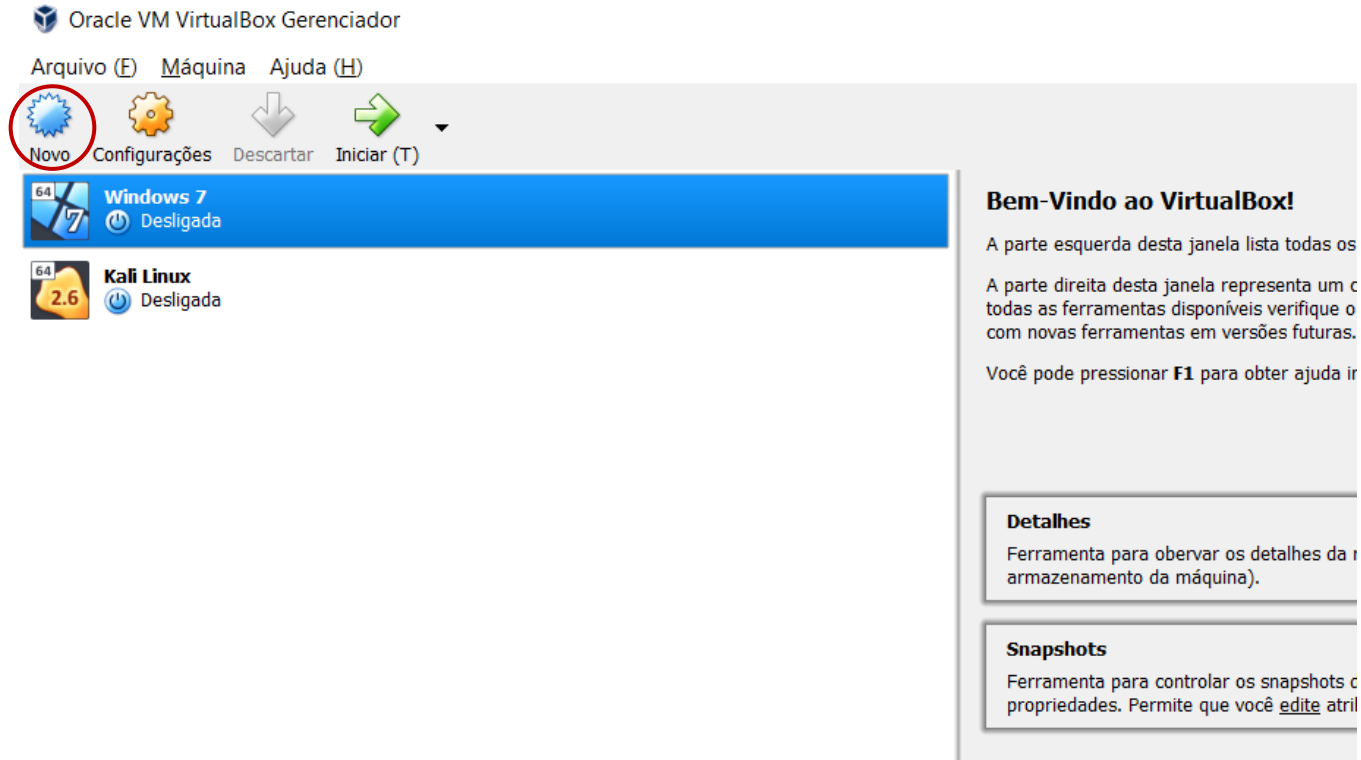 Oracle VM VirtualBox Gerenciador
Arquivo (F) Máquina Ajuda (H)
Novo Configurações Descartar Iniciar (T)
64 Windows 7
7 Desligada
64 Kali Linux
2.6 Desligada
Bem-Vindo ao VirtualBox!
A parte esquerda desta janela lista todas os
A parte direita desta janela representa um
todas as ferramentas disponíveis verifique o
com novas ferramentas em versões futuras.
Você pode pressionar F1 para obter ajuda
Detalhes
Ferramenta para obervar os detalhes da
armazenamento da máquina).
Snapshots
Ferramenta para controlar os snapshots
propriedades. Permite que você edite